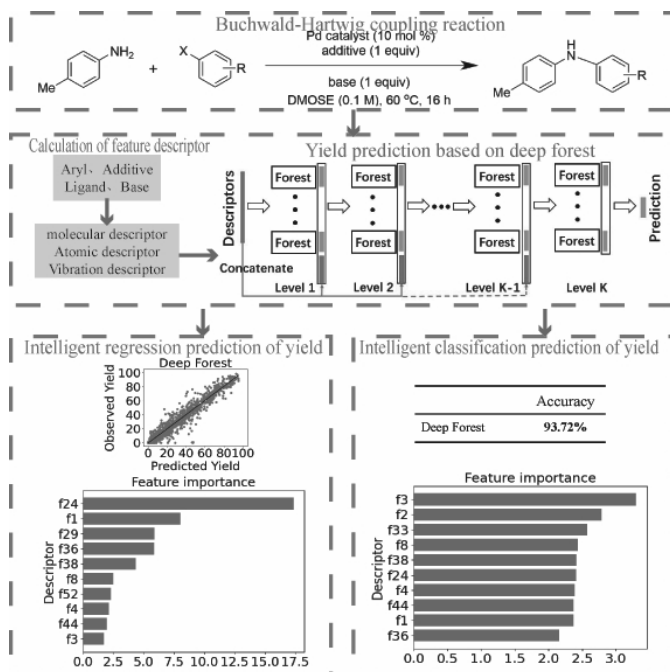 Buchwald-Hartwig coupling reaction
NH2
Me
+
X
R
Pd catalyst (10 mol %)
additive (1 equiv)
base (1 equiv)
DMOSE (0.1 M), 60 °C, 16 h
H
N
Me
R
Calculation of feature descriptor
Aryl、Additive
Ligand、Base
molecular descriptor
Atomic descriptor
Vibration descriptor
Yield prediction based on deep forest
Descriptors
Concatenate
Forest
Forest
Level 1
Forest
Forest
Level 2
Forest
Forest
Level K-1
Forest
Forest
Level K
Prediction
Intelligent regression prediction of yield
Deep Forest
Observed Yield
100
80
60
40
20
0
0 20 40 60 80 100
Predicted Yield
Feature importance
Descriptor
f24
f1
f29
f36
f38
f8
f52
f4
f44
f3
0.0 2.5 5.0 7.5 10.0 12.5 15.0 17.5
Intelligent classification prediction of yield
Accuracy
Deep Forest 93.72%
Feature importance
Descriptor
f3
f2
f33
f8
f38
f24
f4
f44
f1
f36
0.0 0.5 1.0 1.5 2.0 2.5 3.0